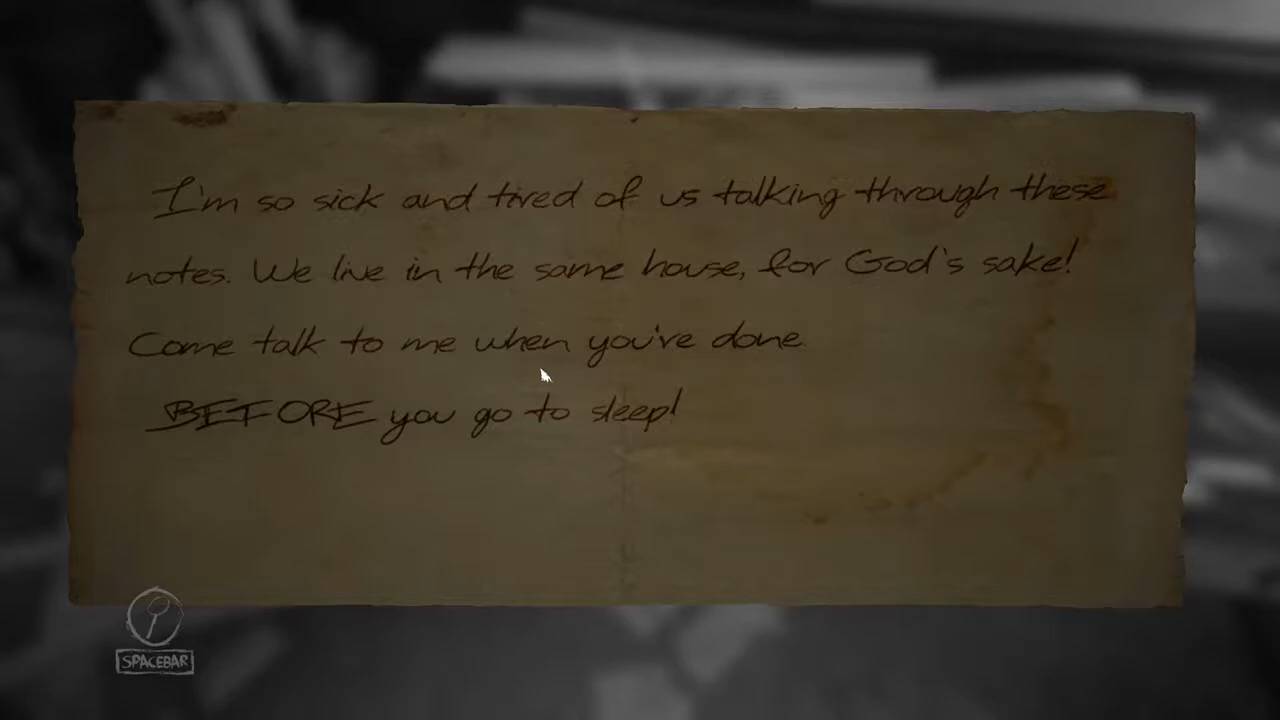 I'm so sick and tired of us talking through these
notes. We live in the same house, for God's sake!
Come talk to me when you're done.
BEFORE you go to sleep!
SPACEBAR